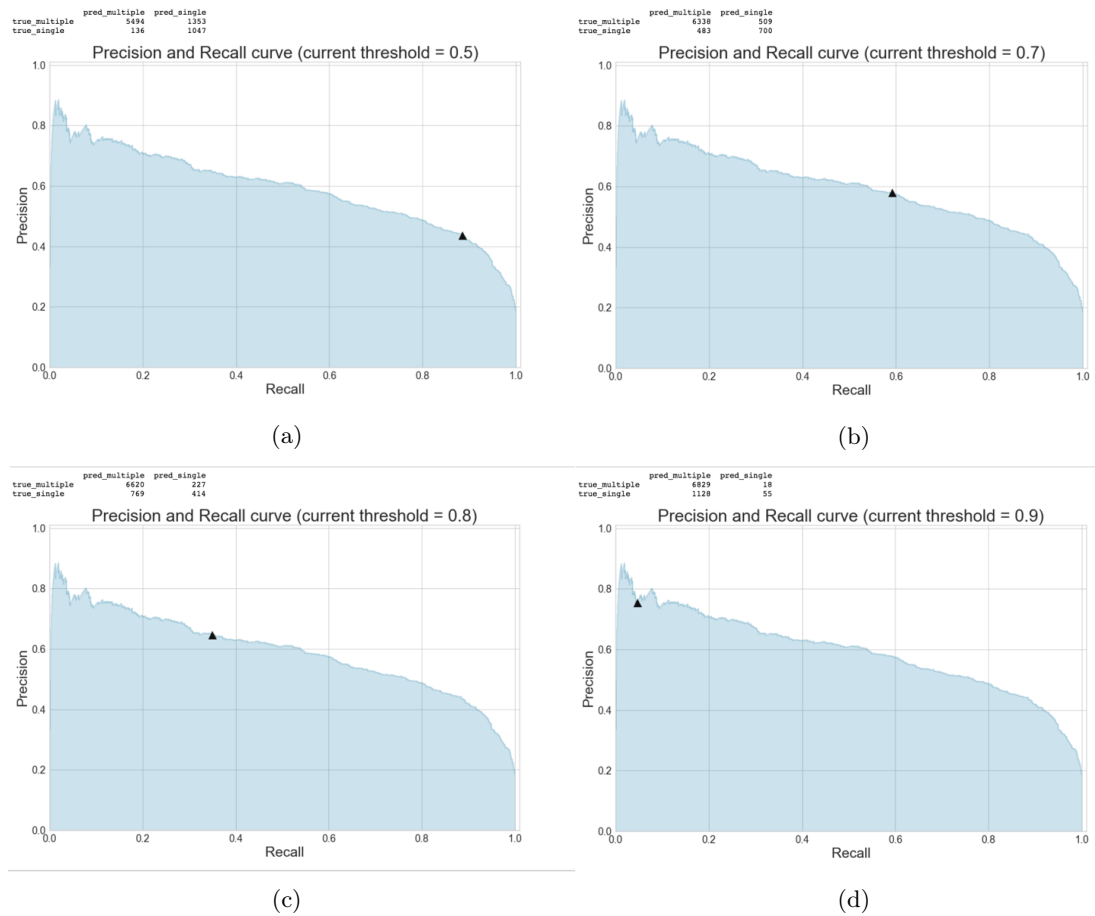 pred_multiple pred_single
true_multiple 5494 1353
true_single 136 1047
Precision and Recall curve (current threshold = 0.5)
1.0
0.8
0.6
0.4
0.2
0.0
Precision
0.0 0.2 0.4 0.6 0.8 1.0
Recall
(a)
pred_multiple pred_single
true_multiple 6338 509
true_single 483 700
Precision and Recall curve (current threshold = 0.7)
1.0
0.8
0.6
0.4
0.2
0.0
Precision
0.0 0.2 0.4 0.6 0.8 1.0
Recall
(b)
pred_multiple pred_single
true_multiple 6620 227
true_single 769 414
Precision and Recall curve (current threshold = 0.8)
1.0
0.8
0.6
0.4
0.2
0.0
Precision
0.0 0.2 0.4 0.6 0.8 1.0
Recall
(c)
pred_multiple pred_single
true_multiple 6829 18
true_single 1128 55
Precision and Recall curve (current threshold = 0.9)
1.0
0.8
0.6
0.4
0.2
0.0
Precision
0.0 0.2 0.4 0.6 0.8 1.0
Recall
(d)